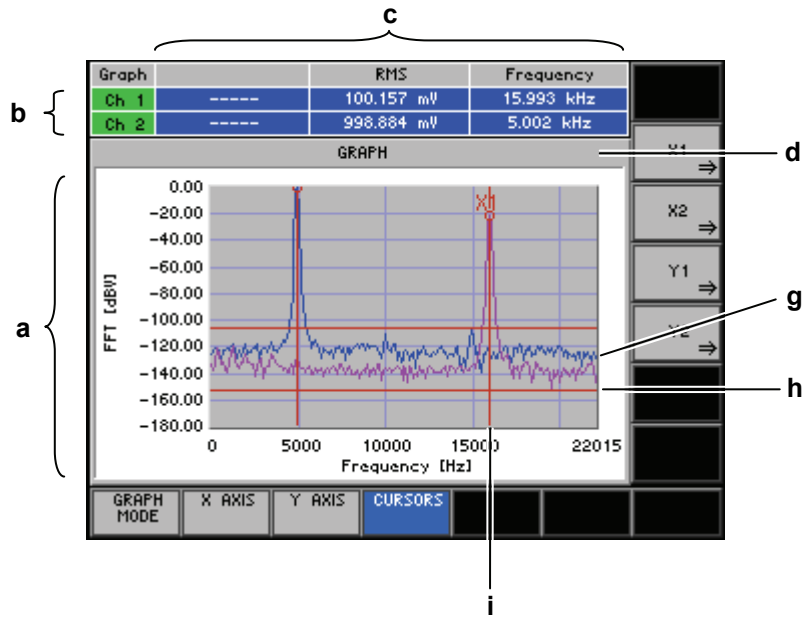 c
b
Graph RMS Frequency
Ch 1 ----- 100.157 mV 15.993 kHz
Ch 2 ----- 998.884 mV 5.002 kHz
GRAPH
d
X1
X2
Y1
Y2
a
FFT [dBV]
0.00
-20.00
-40.00
-60.00
-80.00
-100.00
-120.00
-140.00
-160.00
-180.00
g
h
0 5000 10000 15000 22015
Frequency [Hz]
GRAPH MODE X AXIS Y AXIS CURSORS
i